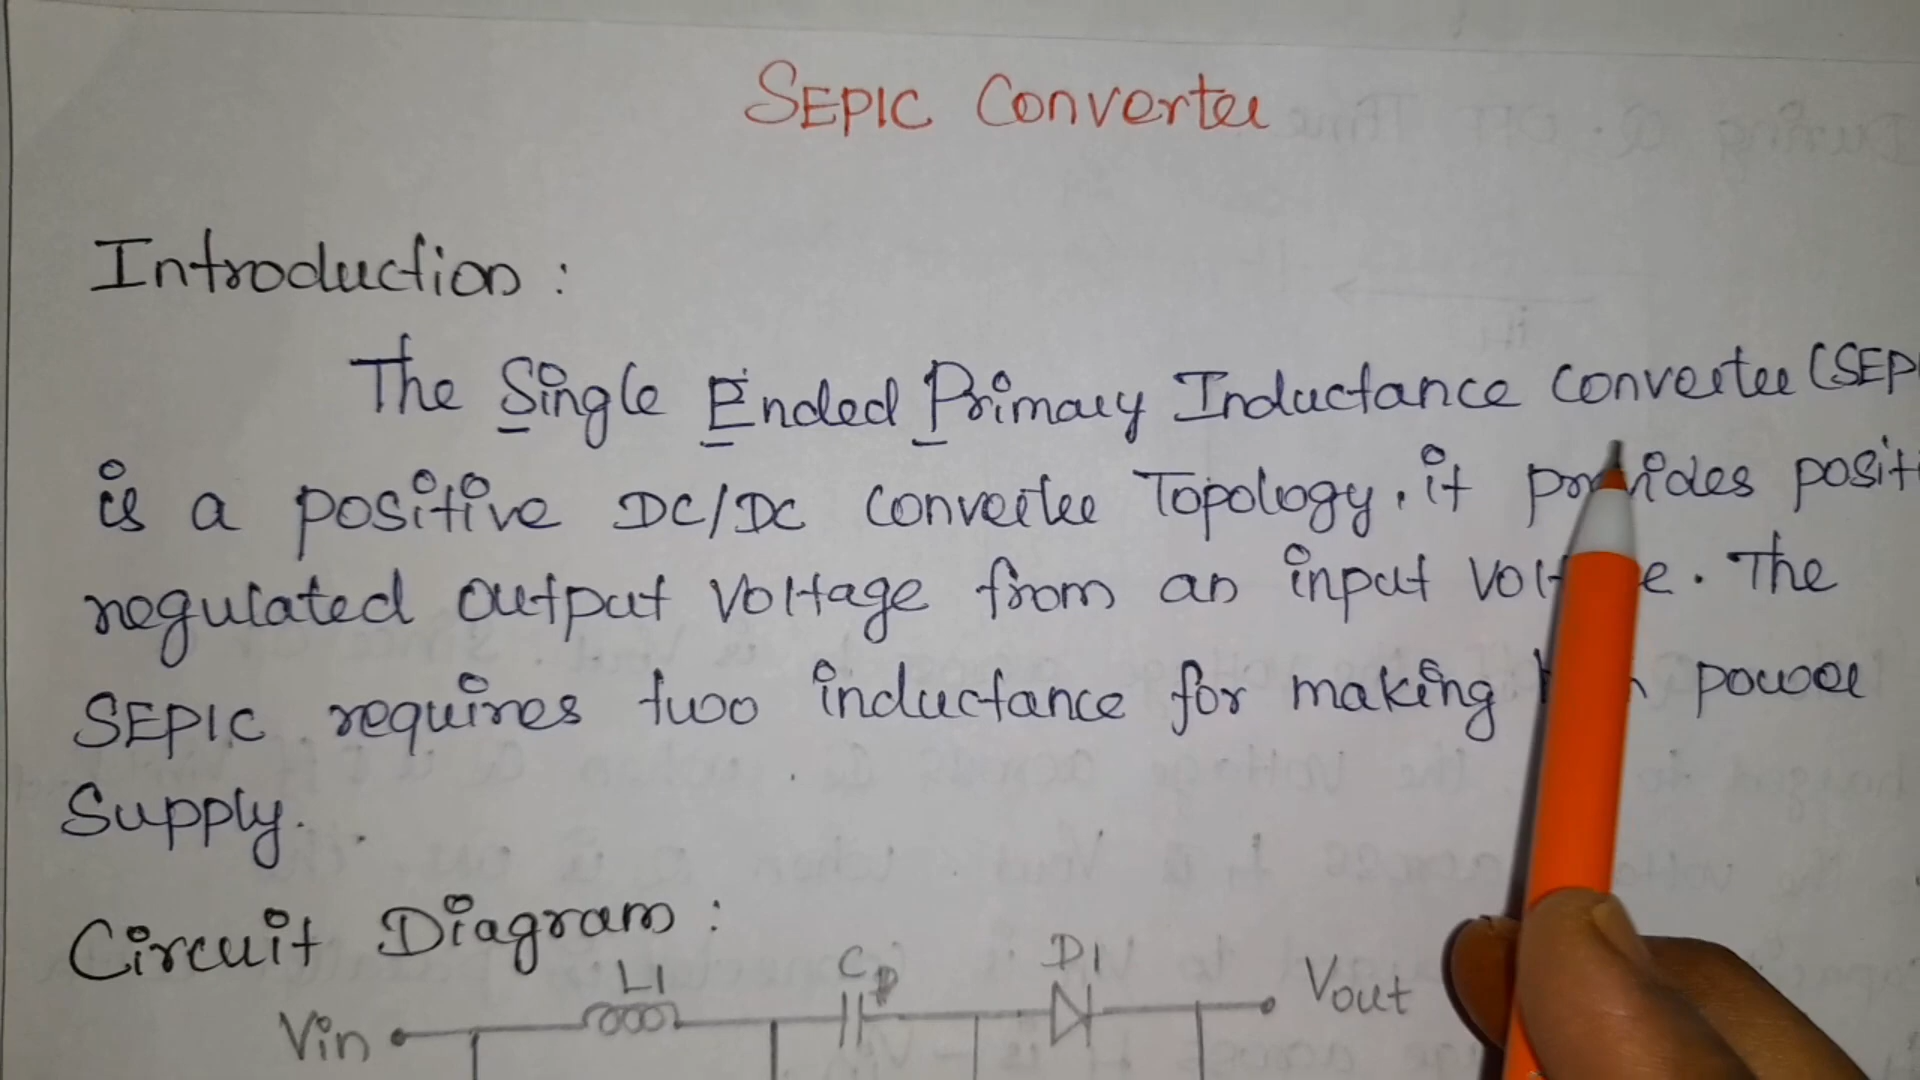 SEPIC Converter
Introduction :
The Single Ended Primary Inductance Converter (SEP
is a positive DC/DC converter Topology. it provides posit
regulated output voltage from an input vol e. The
SEPIC requires two inductance for making power
Supply.
Circuit Diagram :
L1 Cp D1
Vin Vout